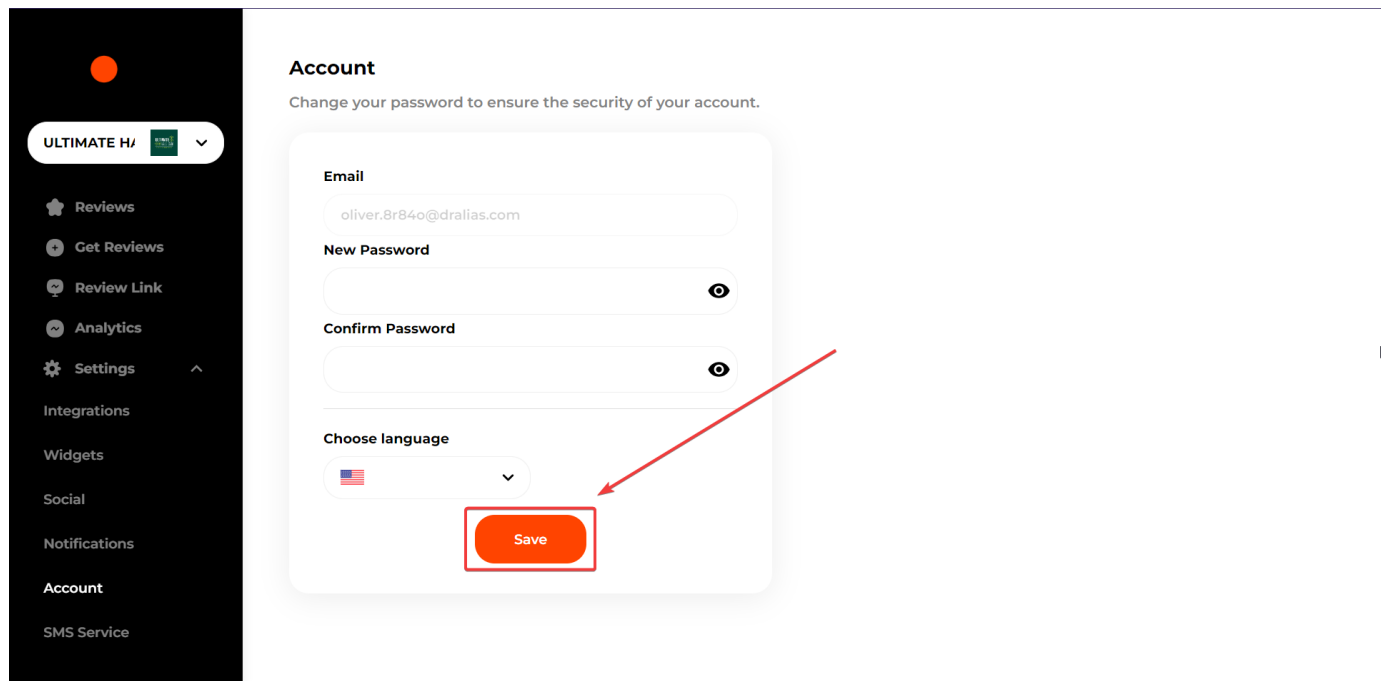 ULTIMATE HA
Reviews
Get Reviews
Review Link
Analytics
Settings
Integrations
Widgets
Social
Notifications
Account
SMS Service
Account
Change your password to ensure the security of your account.
Email
oliver.8r84o@dralias.com
New Password
Confirm Password
Choose language
Save